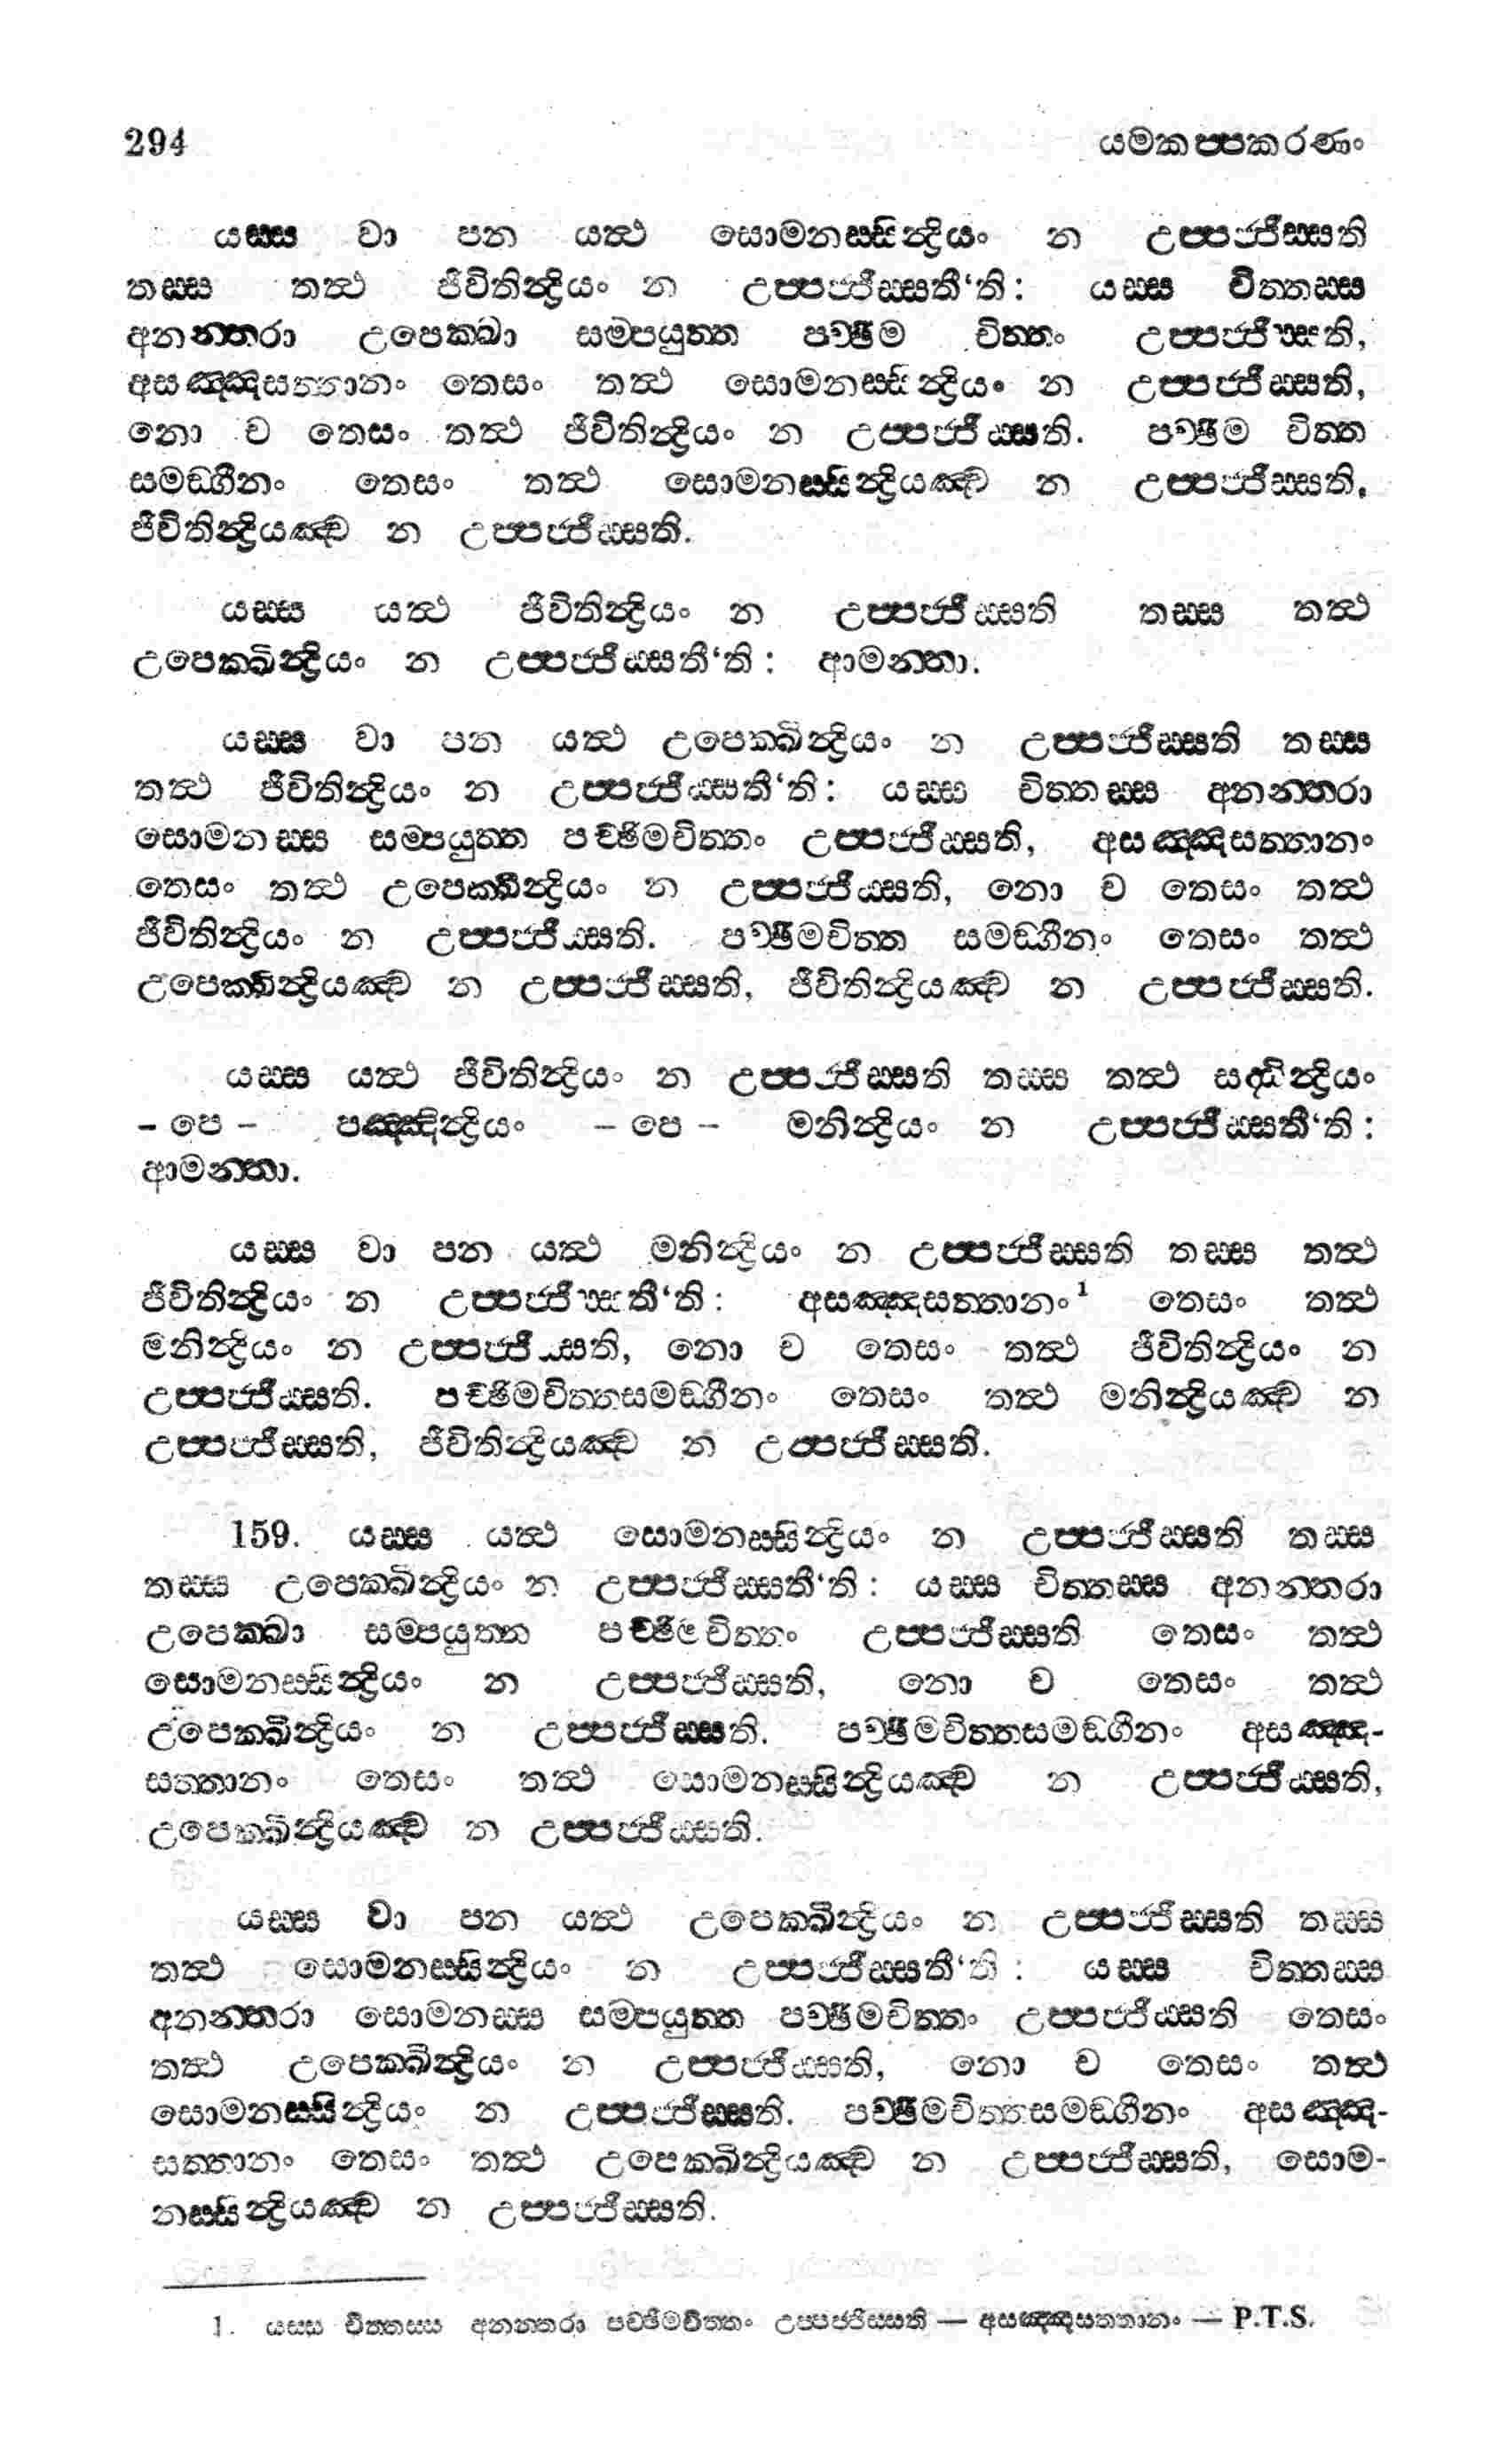 294 යමකප්පකරණං
යස්ස වා පන යත්ථ සොමනස්සින්ද්‍රියං න උප්පජ්ජිස්සති
තස්ස තත්ථ ජීවිතින්ද්‍රියං න උප්පජ්ජිස්සතී‘ති: යස්ස චිත්තස්ස
අනන්තරා උපෙක්ඛා සම්පයුත්ත පච්ඡිම චිත්තං උප්පජ්ජිස්සති,
අසඤ්ඤසත්තානං තෙසං තත්ථ සොමනස්සින්ද්‍රියං න උප්පජ්ජිස්සති,
නො ච තෙසං තත්ථ ජීවිතින්ද්‍රියං න උප්පජ්ජිස්සති. පච්ඡිම චිත්ත
සමඞ්ගීනං තෙසං තත්ථ සොමනස්සින්ද්‍රියඤ්ච න උප්පජ්ජිස්සති,
ජීවිතින්ද්‍රියඤ්ච න උප්පජ්ජිස්සති.
යස්ස යත්ථ ජීවිතින්ද්‍රියං න උප්පජ්ජිස්සති තස්ස තත්ථ
උපෙක්ඛින්ද්‍රියං න උප්පජ්ජිස්සතී‘ති: ආමන්තා.
යස්ස වා පන යත්ථ උපෙක්ඛින්ද්‍රියං න උප්පජ්ජිස්සති තස්ස
තත්ථ ජීවිතින්ද්‍රියං න උප්පජ්ජිස්සතී‘ති: යස්ස චිත්තස්ස අනන්තරා
සොමනස්ස සම්පයුත්ත පච්ඡිමචිත්තං උප්පජ්ජිස්සති, අසඤ්ඤසත්තානං
තෙසං තත්ථ උපෙක්ඛින්ද්‍රියං න උප්පජ්ජිස්සති, නො ච තෙසං තත්ථ
ජීවිතින්ද්‍රියං න උප්පජ්ජිස්සති. පච්ඡිමචිත්ත සමඞ්ගීනං තෙසං තත්ථ
උපෙක්ඛින්ද්‍රියඤ්ච න උප්පජ්ජිස්සති, ජීවිතින්ද්‍රියඤ්ච න උප්පජ්ජිස්සති.
යස්ස යත්ථ ජීවිතින්ද්‍රියං න උප්පජ්ජිස්සති තස්ස තත්ථ සද්ධින්ද්‍රියං
– පෙ – පඤ්ඤින්ද්‍රියං – පෙ – මනින්ද්‍රියං න උප්පජ්ජිස්සතී‘ති:
ආමන්තා.
යස්ස වා පන යත්ථ මනින්ද්‍රියං න උප්පජ්ජිස්සති තස්ස තත්ථ
ජීවිතින්ද්‍රියං න උප්පජ්ජිස්සතී‘ති: අසඤ්ඤසත්තානං¹ තෙසං තත්ථ
මනින්ද්‍රියං න උප්පජ්ජිස්සති, නො ච තෙසං තත්ථ ජීවිතින්ද්‍රියං න
උප්පජ්ජිස්සති. පච්ඡිමචිත්තසමඞ්ගීනං තෙසං තත්ථ මනින්ද්‍රියඤ්ච න
උප්පජ්ජිස්සති, ජීවිතින්ද්‍රියඤ්ච න උප්පජ්ජිස්සති.
159. යස්ස යත්ථ සොමනස්සින්ද්‍රියං න උප්පජ්ජිස්සති තස්ස
තස්ස උපෙක්ඛින්ද්‍රියං න උප්පජ්ජිස්සතී‘ති: යස්ස චිත්තස්ස අනන්තරා
උපෙක්ඛා සම්පයුත්ත පච්ඡිමචිත්තං උප්පජ්ජිස්සති තෙසං තත්ථ
සොමනස්සින්ද්‍රියං න උප්පජ්ජිස්සති, නො ච තෙසං තත්ථ
උපෙක්ඛින්ද්‍රියං න උප්පජ්ජිස්සති. පච්ඡිමචිත්තසමඞ්ගීනං අසඤ්ඤ-
සත්තානං තෙසං තත්ථ සොමනස්සින්ද්‍රියඤ්ච න උප්පජ්ජිස්සති,
උපෙක්ඛින්ද්‍රියඤ්ච න උප්පජ්ජිස්සති.
යස්ස වා පන යත්ථ උපෙක්ඛින්ද්‍රියං න උප්පජ්ජිස්සති තස්ස
තත්ථ සොමනස්සින්ද්‍රියං න උප්පජ්ජිස්සතී‘ති: යස්ස චිත්තස්ස
අනන්තරා සොමනස්ස සම්පයුත්ත පච්ඡිමචිත්තං උප්පජ්ජිස්සති තෙසං
තත්ථ උපෙක්ඛින්ද්‍රියං න උප්පජ්ජිස්සති, නො ච තෙසං තත්ථ
සොමනස්සින්ද්‍රියං න උප්පජ්ජිස්සති. පච්ඡිමචිත්තසමඞ්ගීනං අසඤ්ඤ-
සත්තානං තෙසං තත්ථ උපෙක්ඛින්ද්‍රියඤ්ච න උප්පජ්ජිස්සති, සොම-
නස්සින්ද්‍රියඤ්ච න උප්පජ්ජිස්සති.
1. යස්ස චිත්තස්ස අනන්තරා පච්ඡිමචිත්තං උප්පජ්ජිස්සති — අසඤ්ඤසත්තානං — P.T.S.